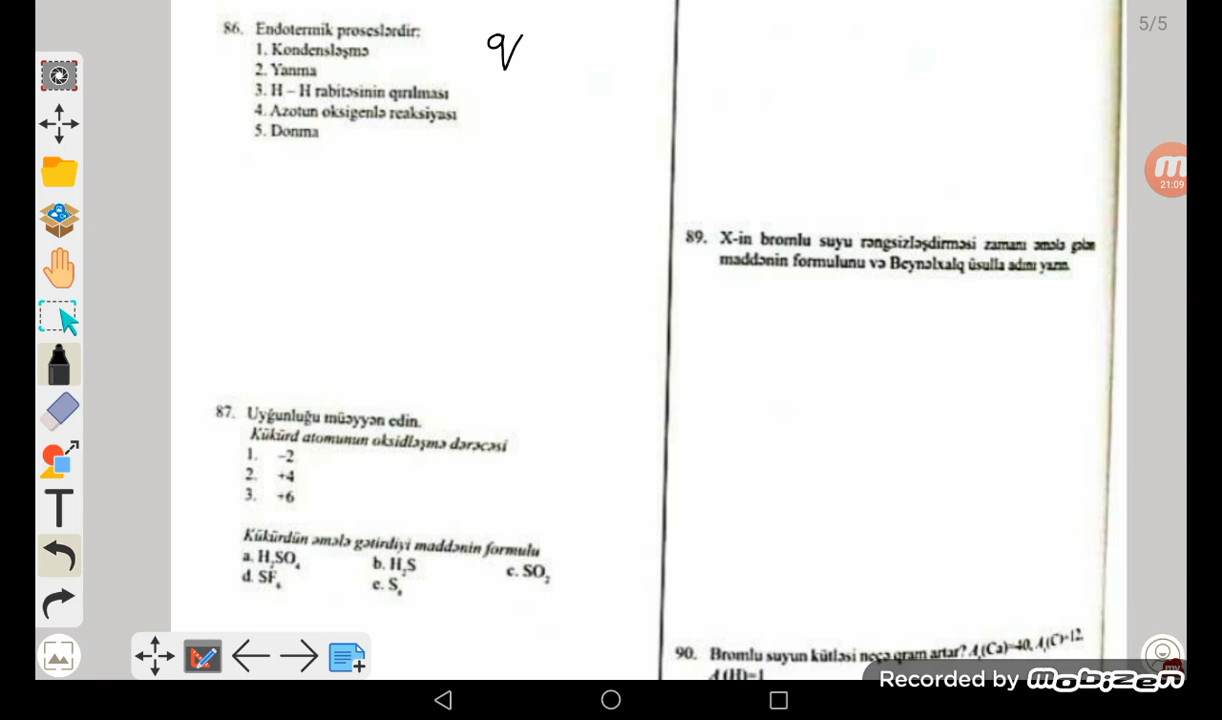 5/5
86. Endotermik proseslərdir:
1. Kondensləşmə
2. Yanma
3. H – H rabitəsinin qırılması
4. Azotun oksigenlə reaksiyası
5. Donma
q
21:09
89. X-in bromlu suyu rəngsizləşdirməsi zamanı əmələ gələn
maddənin formulunu və Beynəlxalq üsulla adını yazın.
87. Uyğunluğu müəyyən edin.
Kükürd atomunun oksidləşmə dərəcəsi
1. –2
2. +4
3. +6
Kükürdün əmələ gətirdiyi maddənin formulu
a. H₂SO₄ b. H₂S c. SO₂
d. SF₆ e. S₈
90. Bromlu suyun kütləsi neçə qram artar? Aᵣ(Ca)=40, Aᵣ(C)=12,
Aᵣ(H)=1
Recorded by mobizen